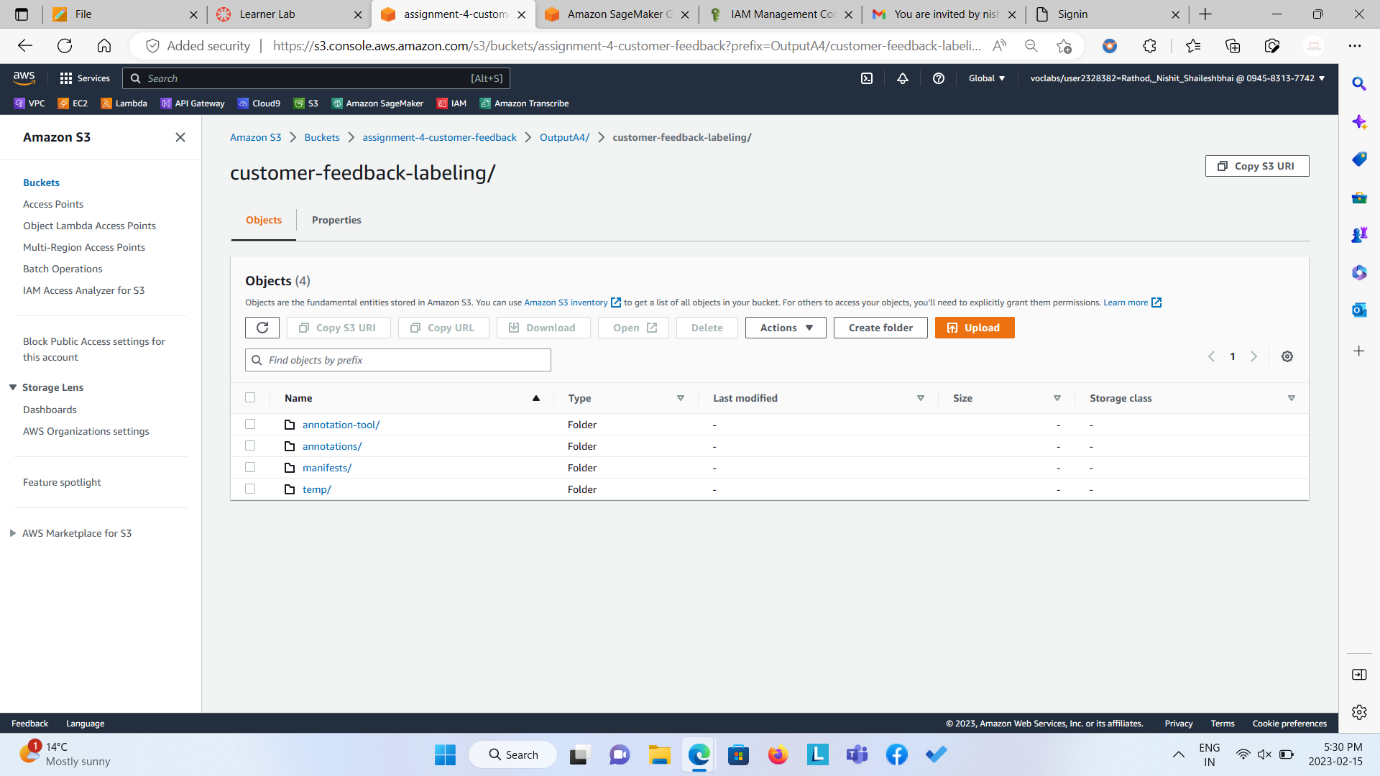 File
Learner Lab
assignment-4-custome
Amazon SageMaker G
IAM Management Co
You are invited by nish
Signin
Added security
https://s3.console.aws.amazon.com/s3/buckets/assignment-4-customer-feedback?prefix=OutputA4/customer-feedback-labeli...
aws
Services
Search
[Alt+S]
Global
voclabs/user2328382=Rathod,_Nishit_Shaileshbhai @ 0945-8313-7742
VPC
EC2
Lambda
API Gateway
Cloud9
S3
Amazon SageMaker
IAM
Amazon Transcribe
Amazon S3
Buckets
Access Points
Object Lambda Access Points
Multi-Region Access Points
Batch Operations
IAM Access Analyzer for S3
Block Public Access settings for
this account
Storage Lens
Dashboards
AWS Organizations settings
Feature spotlight
AWS Marketplace for S3
Amazon S3 > Buckets > assignment-4-customer-feedback > OutputA4/ > customer-feedback-labeling/
customer-feedback-labeling/
Copy S3 URI
Objects
Properties
Objects (4)
Objects are the fundamental entities stored in Amazon S3. You can use Amazon S3 inventory to get a list of all objects in your bucket. For others to access your objects, you'll need to explicitly grant them permissions. Learn more
Copy S3 URI
Copy URL
Download
Open
Delete
Actions
Create folder
Upload
Find objects by prefix
1
Name Type Last modified Size Storage class
annotation-tool/ Folder - - -
annotations/ Folder - - -
manifests/ Folder - - -
temp/ Folder - - -
Feedback
Language
© 2023, Amazon Web Services, Inc. or its affiliates.
Privacy
Terms
Cookie preferences
1
14°C
Mostly sunny
Search
ENG
IN
5:30 PM
2023-02-15